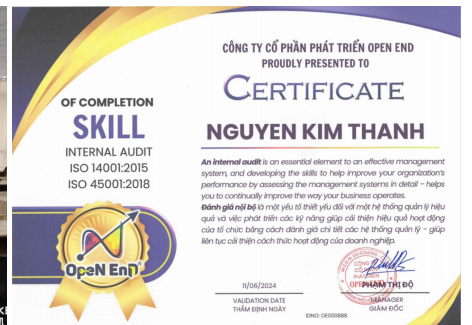 OF COMPLETION
SKILL
INTERNAL AUDIT
ISO 14001:2015
ISO 45001:2018
OpeN EnD
CÔNG TY CỔ PHẦN PHÁT TRIỂN OPEN END
PROUDLY PRESENTED TO
CERTIFICATE
NGUYEN KIM THANH
An internal audit is an essential element to an effective management
system, and developing the skills to help improve your organization's
performance by assessing the management systems in detail – helps
you to continually improve the way your business operates.
Đánh giá nội bộ là một yếu tố thiết yếu đối với một hệ thống quản lý hiệu
quả và việc phát triển các kỹ năng giúp cải thiện hiệu quả hoạt động
của tổ chức bằng cách đánh giá chi tiết các hệ thống quản lý – giúp
liên tục cải thiện cách thức hoạt động của doanh nghiệp.
11/06/2024
PHẠM THỊ ĐỘ
VALIDATION DATE
MANAGER
THẨM ĐỊNH NGÀY
GIÁM ĐỐC
IDNO: OE000888